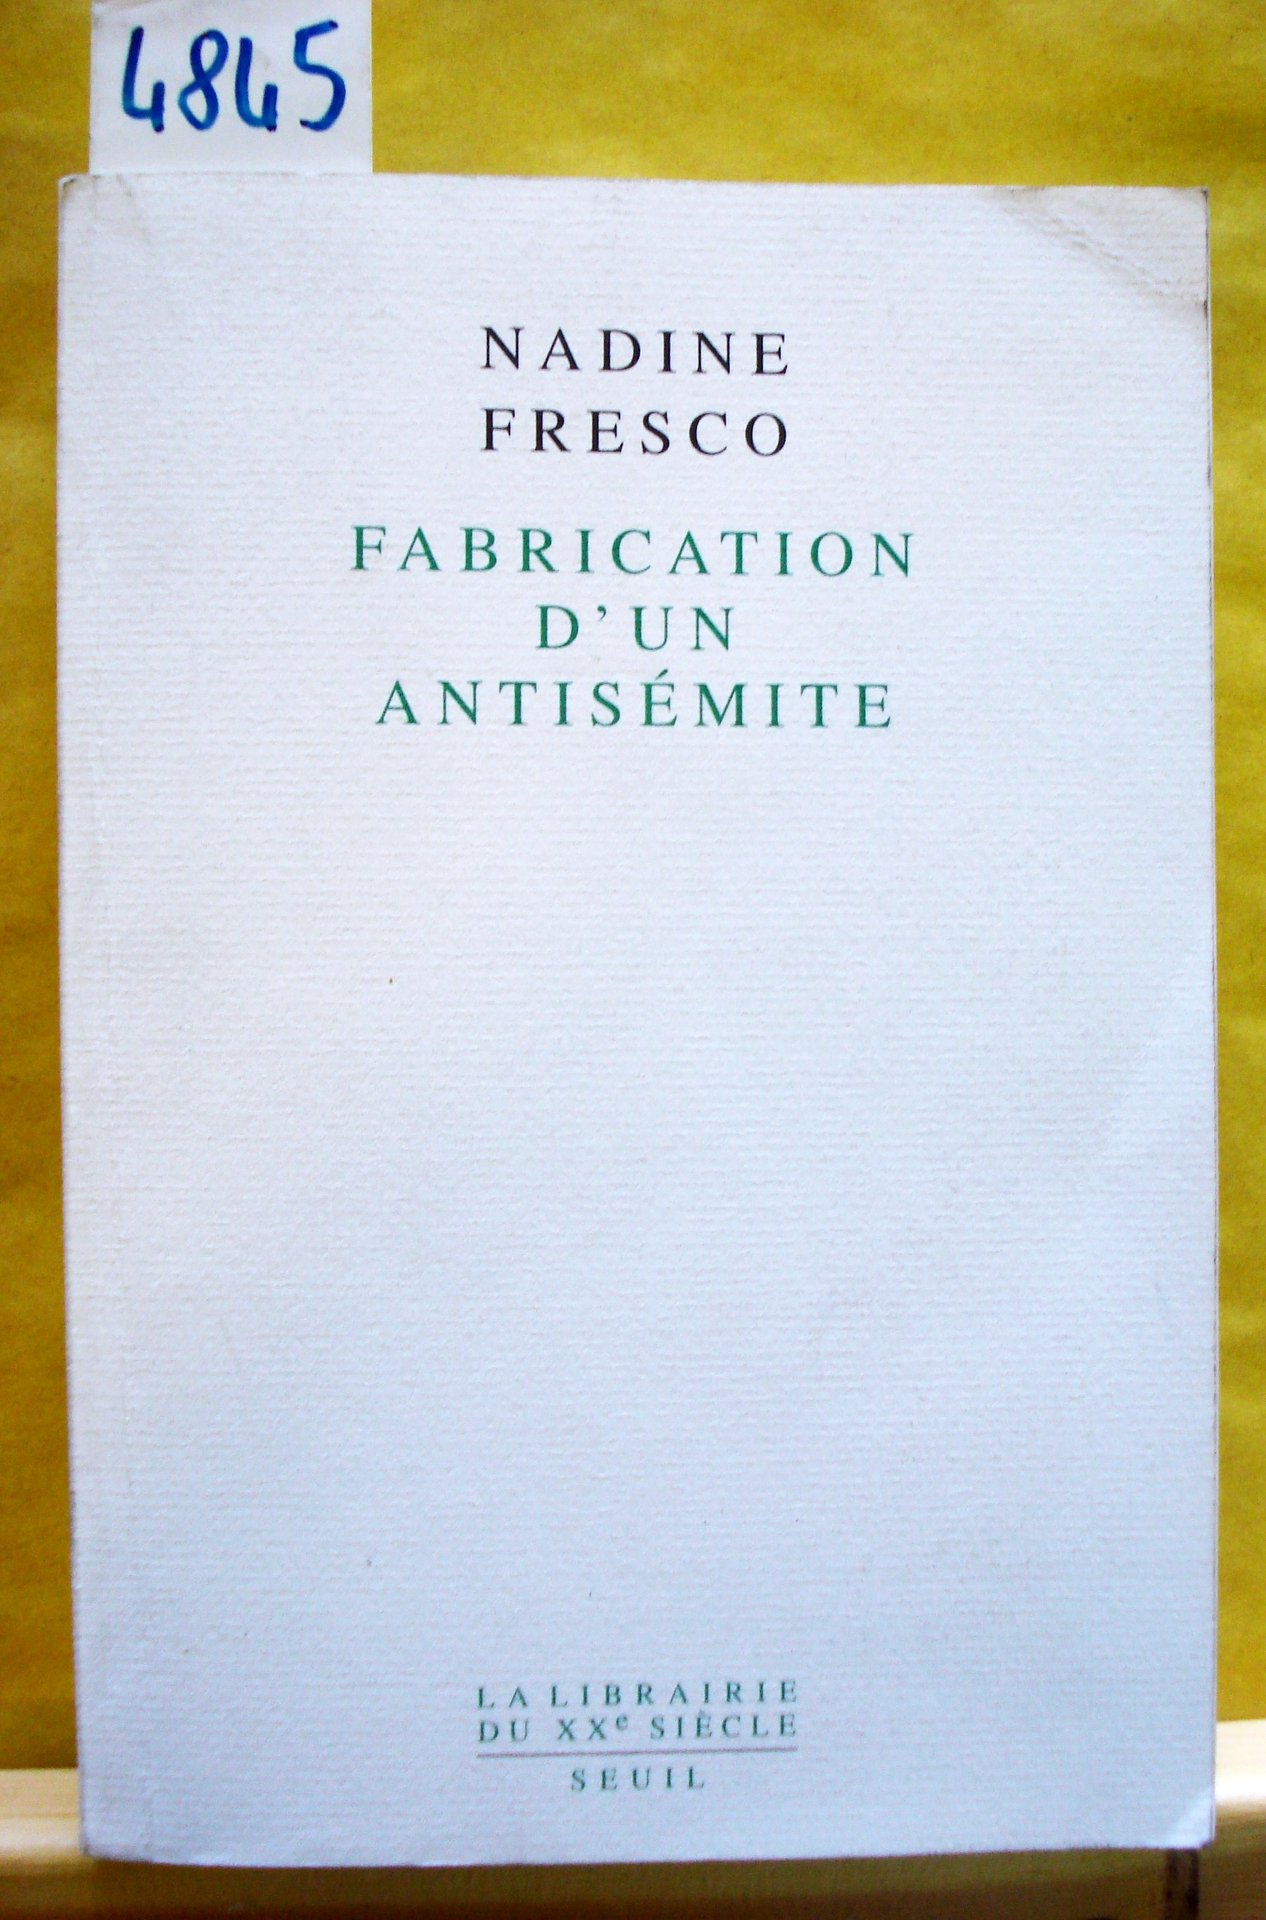 4845
NADINE
FRESCO
FABRICATION
D'UN
ANTISÉMITE
LA LIBRAIRIE
DU XXe SIÈCLE
SEUIL